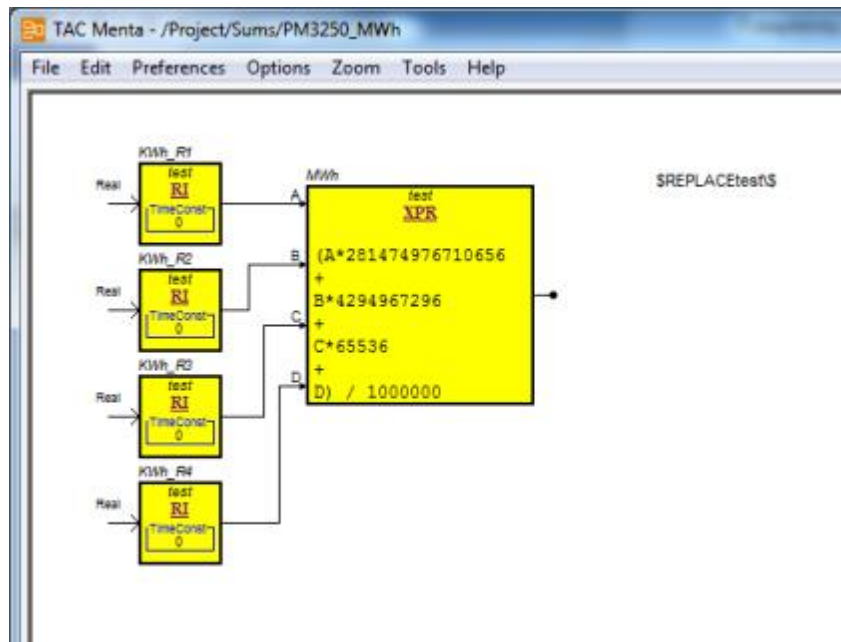 TAC Menta - /Project/Sums/PM3250_MWh
File Edit Preferences Options Zoom Tools Help
KWh_R1
test
RI
TimeConst
0
Real
KWh_R2
test
RI
TimeConst
0
Real
KWh_R3
test
RI
TimeConst
0
Real
KWh_R4
test
RI
TimeConst
0
Real
MWh
test
XPR
A
B
C
D
(A*281474976710656
+
B*4294967296
+
C*65536
+
D) / 1000000
$REPLACEtest\$